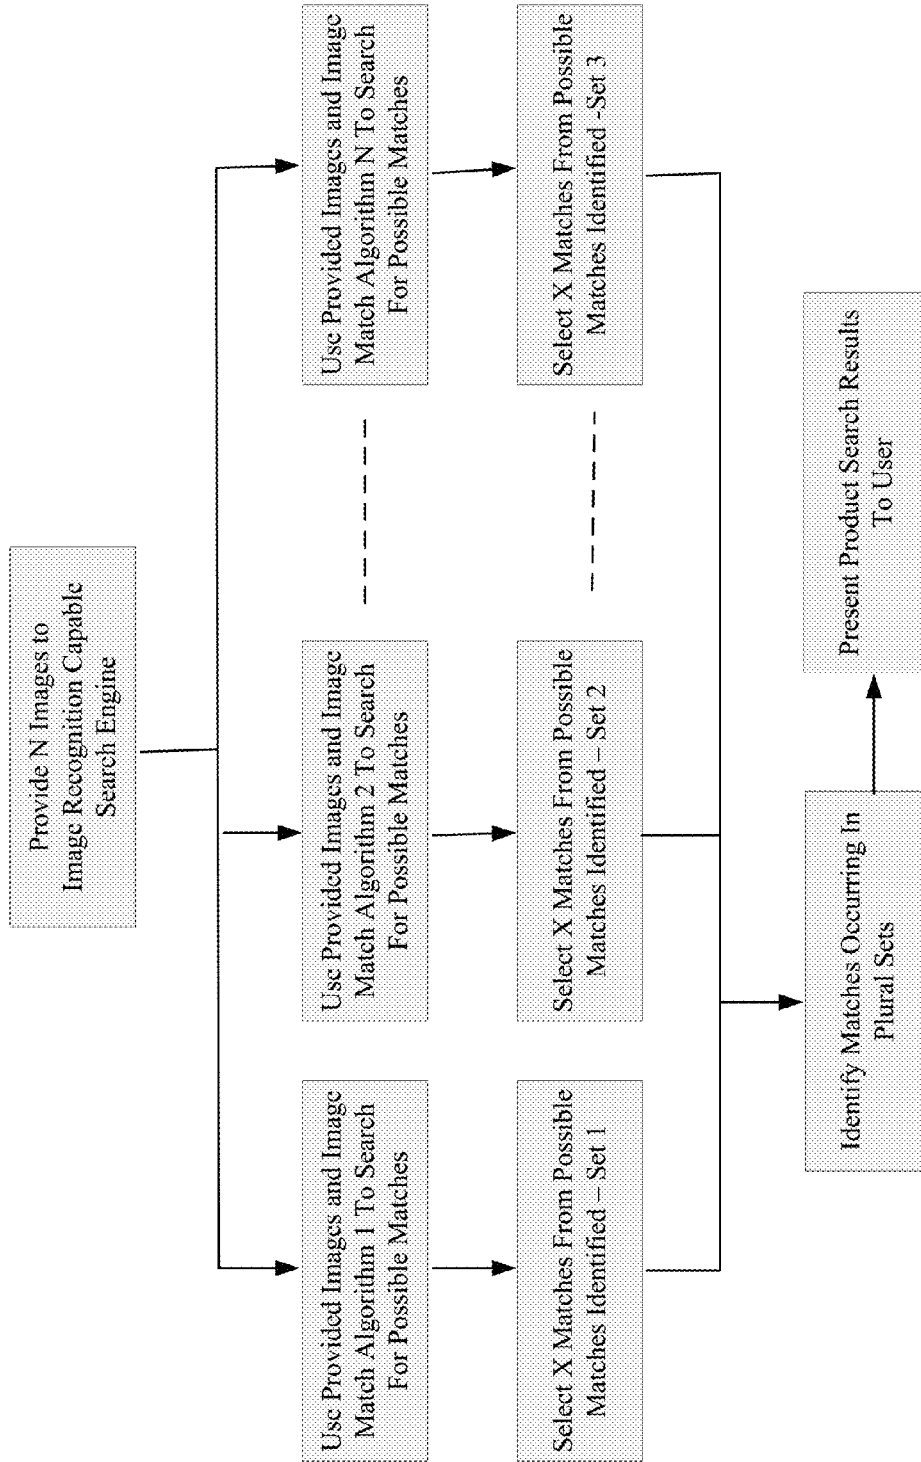 Provide N Images to
Image Recognition Capable
Search Engine
Use Provided Images and Image
Match Algorithm 1 To Search
For Possible Matches
Use Provided Images and Image
Match Algorithm 2 To Search
For Possible Matches
Use Provided Images and Image
Match Algorithm N To Search
For Possible Matches
Select X Matches From Possible
Matches Identified – Set 1
Select X Matches From Possible
Matches Identified – Set 2
Select X Matches From Possible
Matches Identified -Set 3
Identify Matches Occurring In
Plural Sets
Present Product Search Results
To User